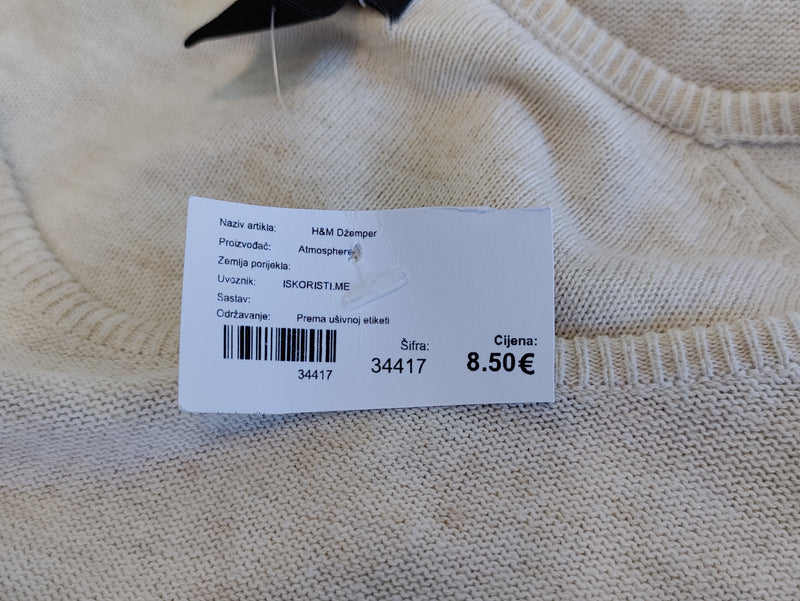 Naziv artikla: H&M Džemper
Proizvođač: Atmosphere
Zemlja porijekla:
Uvoznik: ISKORISTI.ME
Sastav:
Održavanje: Prema ušivnoj etiketi
Šifra: Cijena:
34417 34417 8.50€